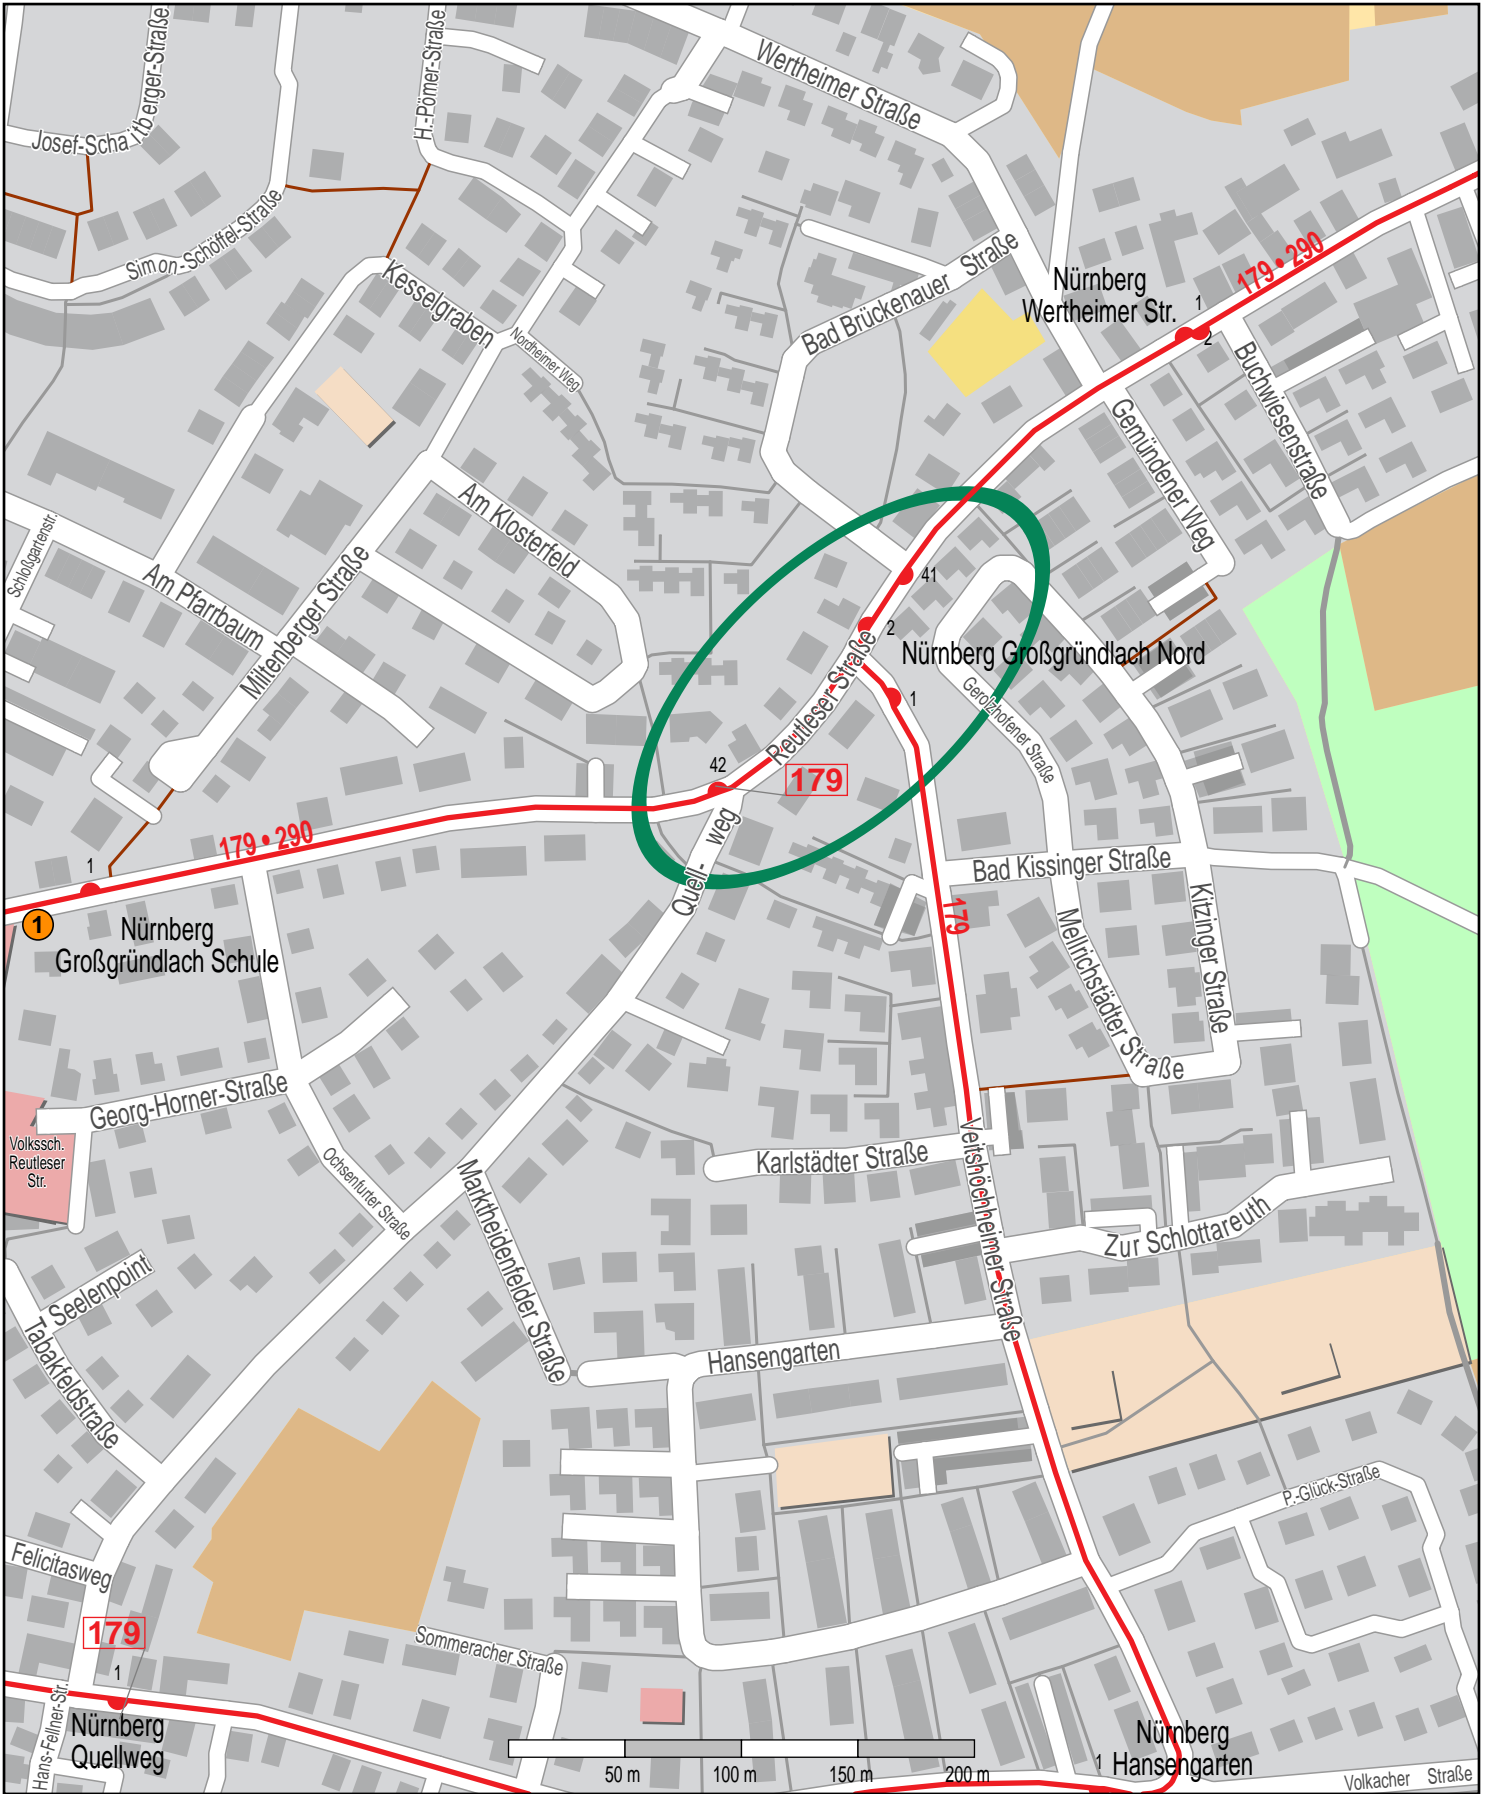 Josef-Schaitberger-Straße
H.-Pömer-Straße
Wertheimer Straße
Simon-Schöffel-Straße
Kesselgraben
Nordheimer Weg
Bad Brückenauer Straße
Nürnberg
Wertheimer Str.
1
2
179 • 290
Buchwiesenstraße
Gemündener Weg
Schloßgartenstr.
Am Pfarrbaum
Miltenberger Straße
Am Klosterfeld
41
2
Nürnberg Großgründlach Nord
1
Reutleser Straße
Gerolzhofener Straße
42
179
179 • 290
1
1
Nürnberg
Großgründlach Schule
Quell- weg
179
Bad Kissinger Straße
Mellrichstädter Straße
Kitzinger Straße
Georg-Horner-Straße
Volkssch.
Reutleser
Str.
Ochsenfurter Straße
Marktheidenfelder Straße
Karlstädter Straße
Veitshöchheimer Straße
Zur Schlottareuth
Seelenpoint
Tabakfeldstraße
Hansengarten
P.-Glück-Straße
Felicitasweg
179
1
Sommeracher Straße
Hans-Fellner-Str.
Nürnberg
Quellweg
50 m
100 m
150 m
200 m
Nürnberg
Hansengarten
1
Volkacher Straße